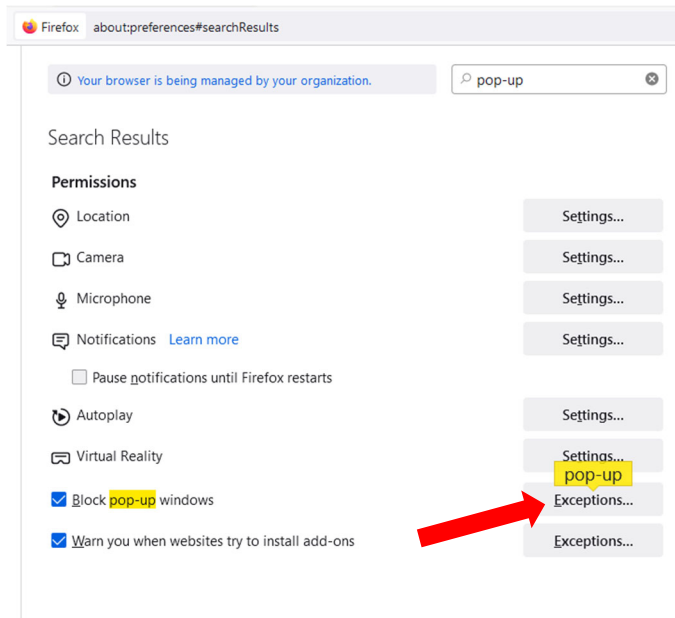 Firefox about:preferences#searchResults
Your browser is being managed by your organization.
pop-up
Search Results
Permissions
Location Settings...
Camera Settings...
Microphone Settings...
Notifications Learn more Settings...
Pause notifications until Firefox restarts
Autoplay Settings...
Virtual Reality Settings...
pop-up
Block pop-up windows Exceptions...
Warn you when websites try to install add-ons Exceptions...